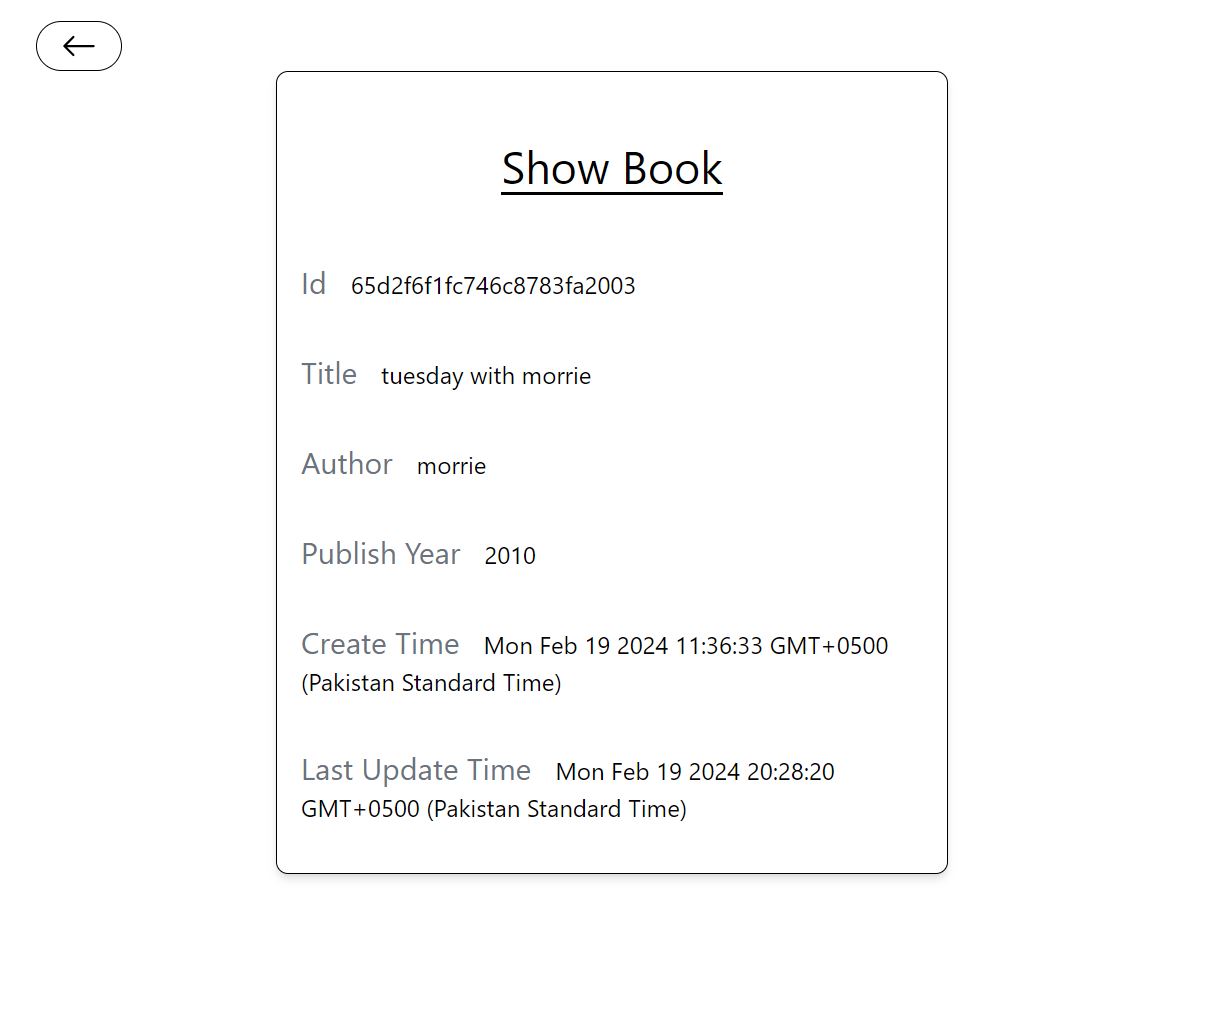 Show Book
Id 65d2f6f1fc746c8783fa2003
Title tuesday with morrie
Author morrie
Publish Year 2010
Create Time Mon Feb 19 2024 11:36:33 GMT+0500
(Pakistan Standard Time)
Last Update Time Mon Feb 19 2024 20:28:20
GMT+0500 (Pakistan Standard Time)